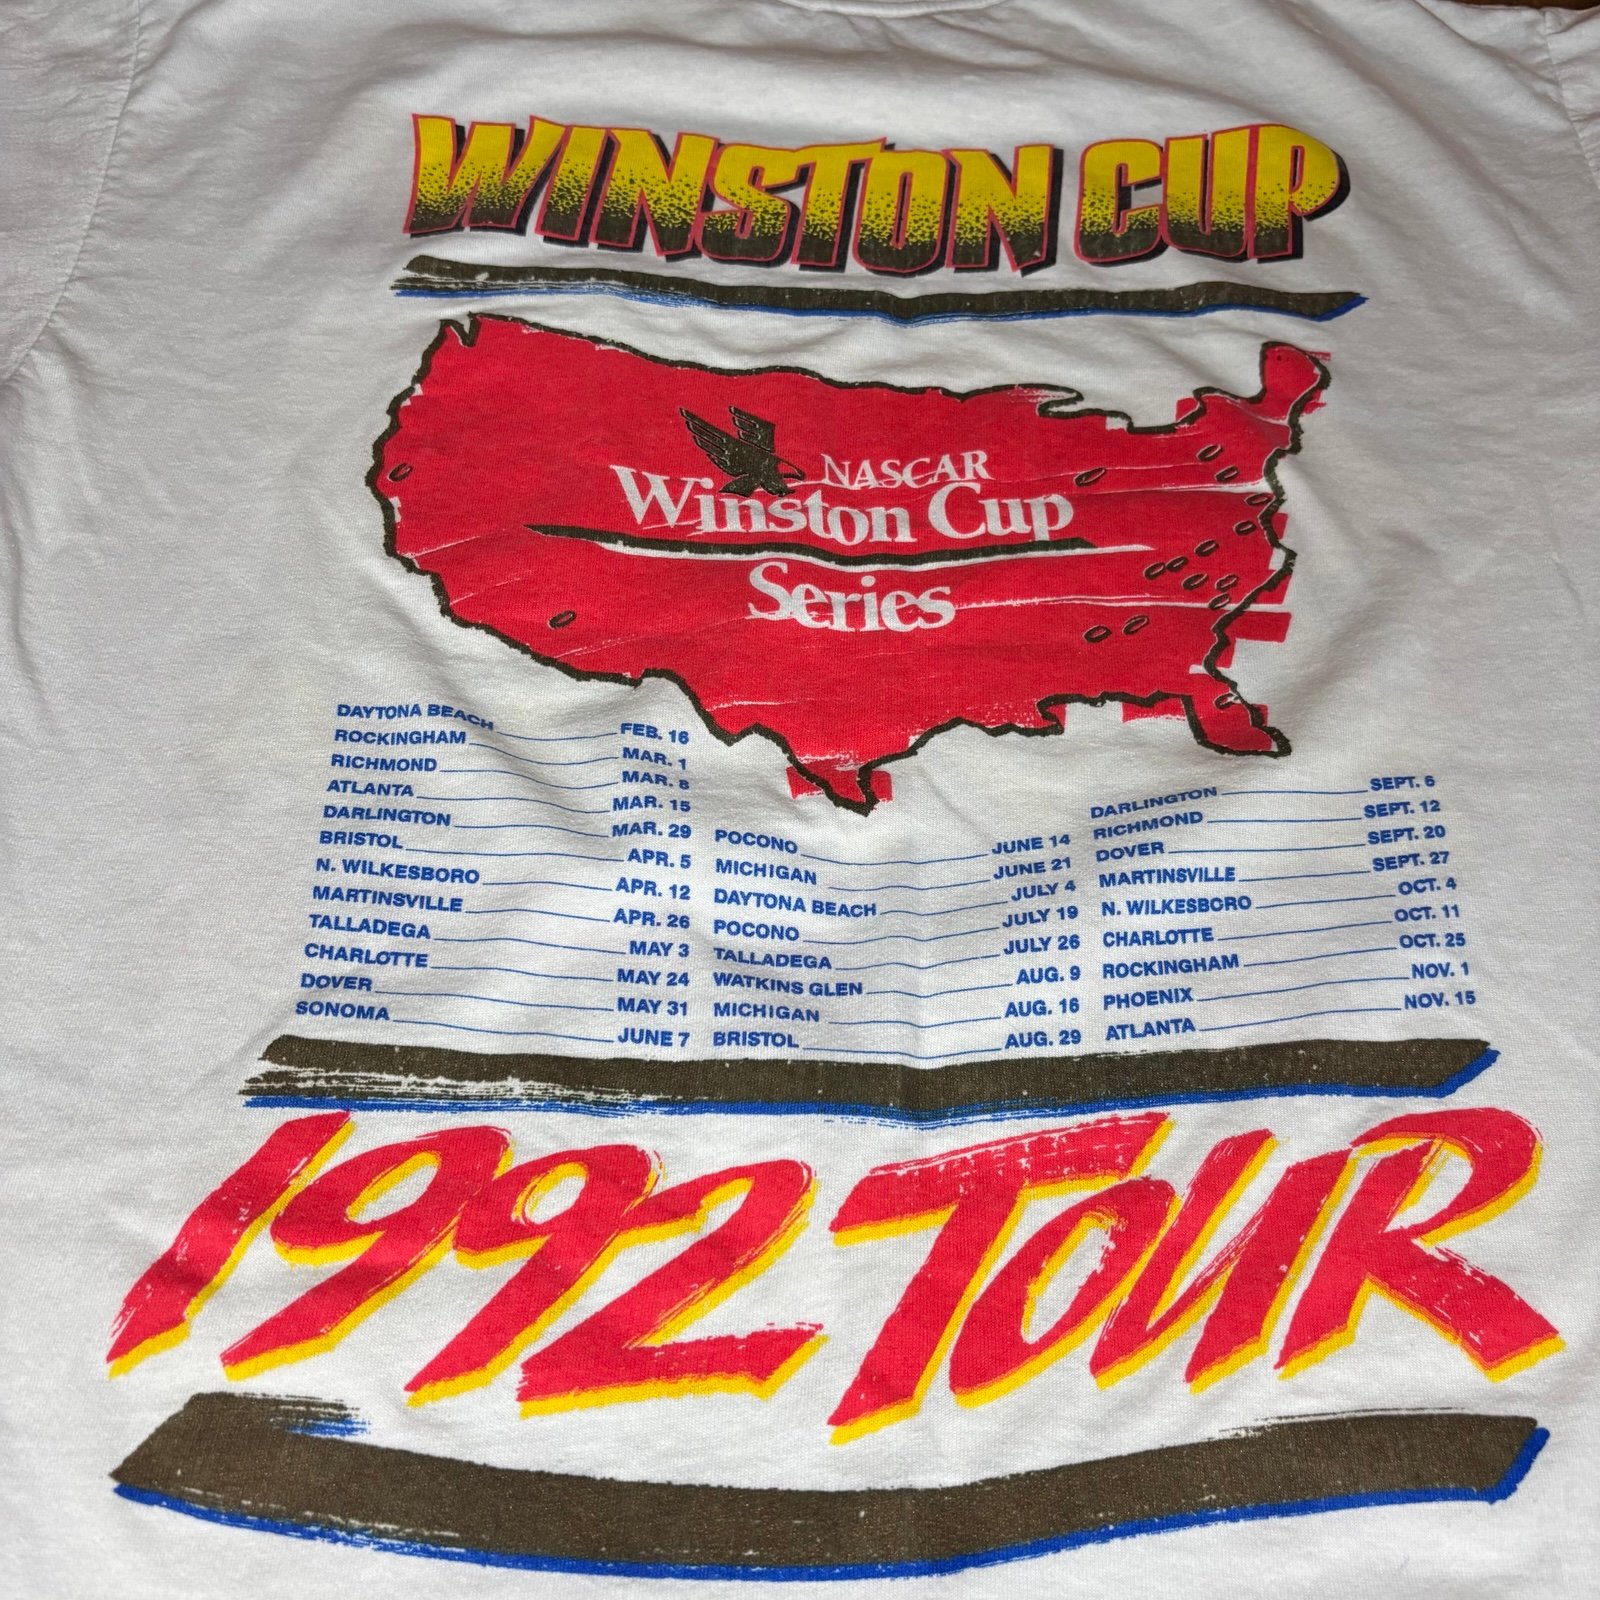 WINSTON CUP
NASCAR
Winston Cup
Series
DAYTONA BEACH FEB. 16
ROCKINGHAM MAR. 1
RICHMOND MAR. 8
ATLANTA MAR. 15
DARLINGTON MAR. 29
BRISTOL APR. 5
N. WILKESBORO APR. 12
MARTINSVILLE APR. 26
TALLADEGA MAY 3
CHARLOTTE MAY 24
DOVER MAY 31
SONOMA JUNE 7
POCONO JUNE 14
MICHIGAN JUNE 21
DAYTONA BEACH JULY 4
POCONO JULY 19
TALLADEGA JULY 26
WATKINS GLEN AUG. 9
MICHIGAN AUG. 16
BRISTOL AUG. 29
DARLINGTON SEPT. 6
RICHMOND SEPT. 12
DOVER SEPT. 20
MARTINSVILLE SEPT. 27
N. WILKESBORO OCT. 4
CHARLOTTE OCT. 11
ROCKINGHAM OCT. 25
PHOENIX NOV. 1
ATLANTA NOV. 15
1992 TOUR